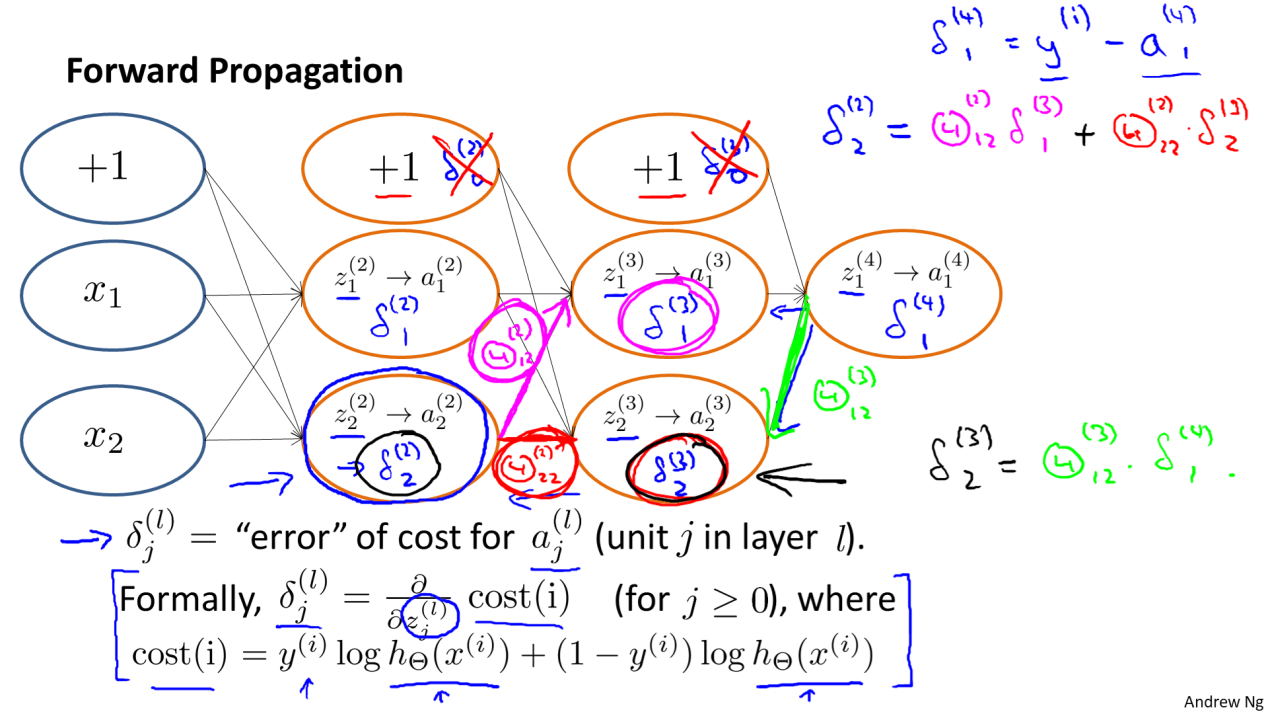 δ₁⁽⁴⁾ = y⁽ⁱ⁾ − a₁⁽⁴⁾
Forward Propagation
δ₂⁽²⁾ = Θ₁₂⁽²⁾ δ₁⁽³⁾ + Θ₂₂⁽²⁾ · δ₂⁽³⁾
+1 +1 δ₀⁽²⁾ +1 δ₀⁽³⁾
x₁ z₁⁽²⁾ → a₁⁽²⁾ z₁⁽³⁾ → a₁⁽³⁾ z₁⁽⁴⁾ → a₁⁽⁴⁾
δ₁⁽²⁾ δ₁⁽³⁾ δ₁⁽⁴⁾
Θ₁₂⁽²⁾ Θ₁₂⁽³⁾
x₂ z₂⁽²⁾ → a₂⁽²⁾ z₂⁽³⁾ → a₂⁽³⁾
→ δ₂⁽²⁾ Θ₂₂⁽²⁾ δ₂⁽³⁾ δ₂⁽³⁾ = Θ₁₂⁽³⁾ · δ₁⁽⁴⁾ .
→ δⱼ⁽ˡ⁾ = “error” of cost for aⱼ⁽ˡ⁾ (unit j in layer l).
Formally, δⱼ⁽ˡ⁾ = ∂/∂zⱼ⁽ˡ⁾ cost(i) (for j ≥ 0), where
cost(i) = y⁽ⁱ⁾ log h_Θ(x⁽ⁱ⁾) + (1 − y⁽ⁱ⁾) log h_Θ(x⁽ⁱ⁾)
Andrew Ng